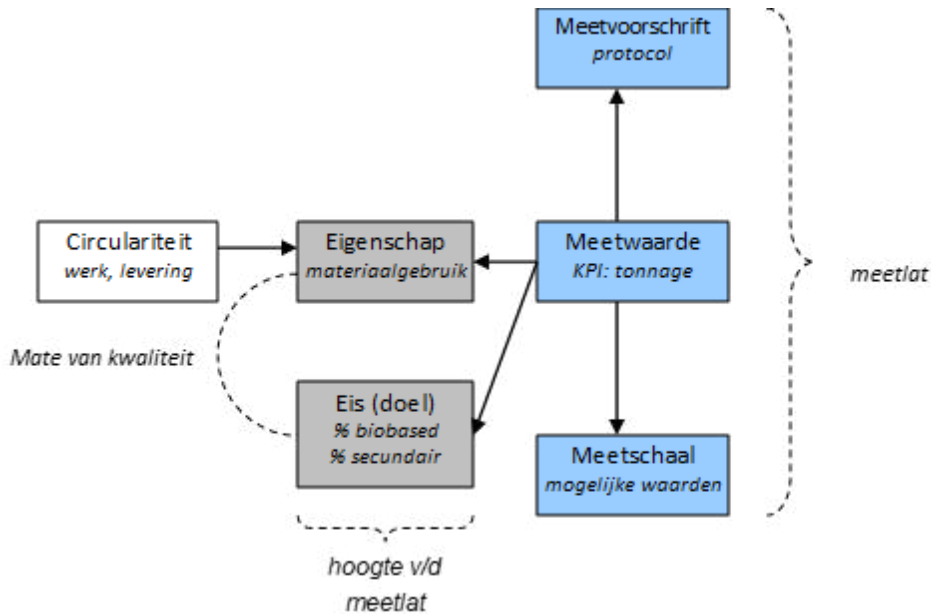 Meetvoorschrift
protocol
Circulariteit
werk, levering
Eigenschap
materiaalgebruik
Meetwaarde
KPI: tonnage
meetlat
Mate van kwaliteit
Eis (doel)
% biobased
% secundair
Meetschaal
mogelijke waarden
hoogte v/d
meetlat